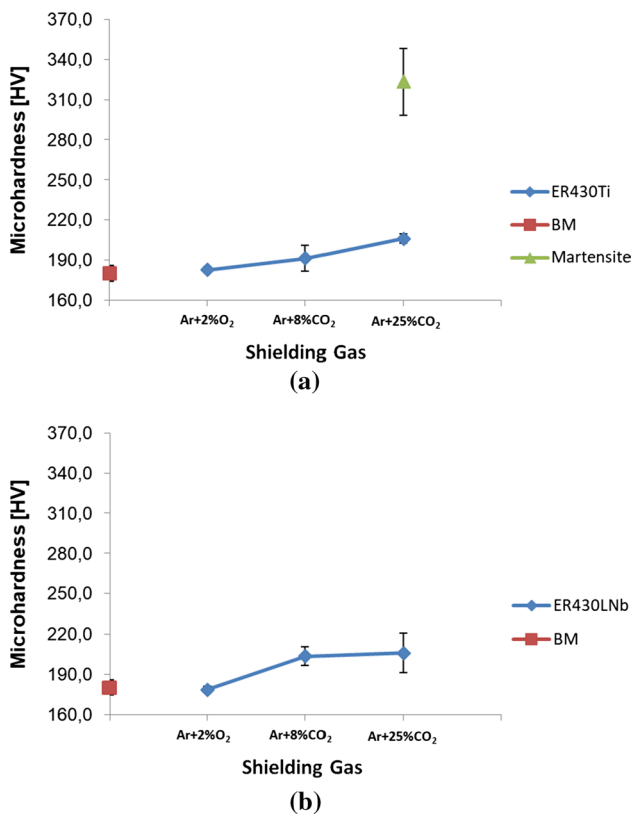 370,0
340,0
310,0
280,0
250,0
220,0
190,0
160,0
Microhardness [HV]
Ar+2%O₂ Ar+8%CO₂ Ar+25%CO₂
Shielding Gas
ER430Ti
BM
Martensite
(a)
370,0
340,0
310,0
280,0
250,0
220,0
190,0
160,0
Microhardness [HV]
Ar+2%O₂ Ar+8%CO₂ Ar+25%CO₂
Shielding Gas
ER430LNb
BM
(b)